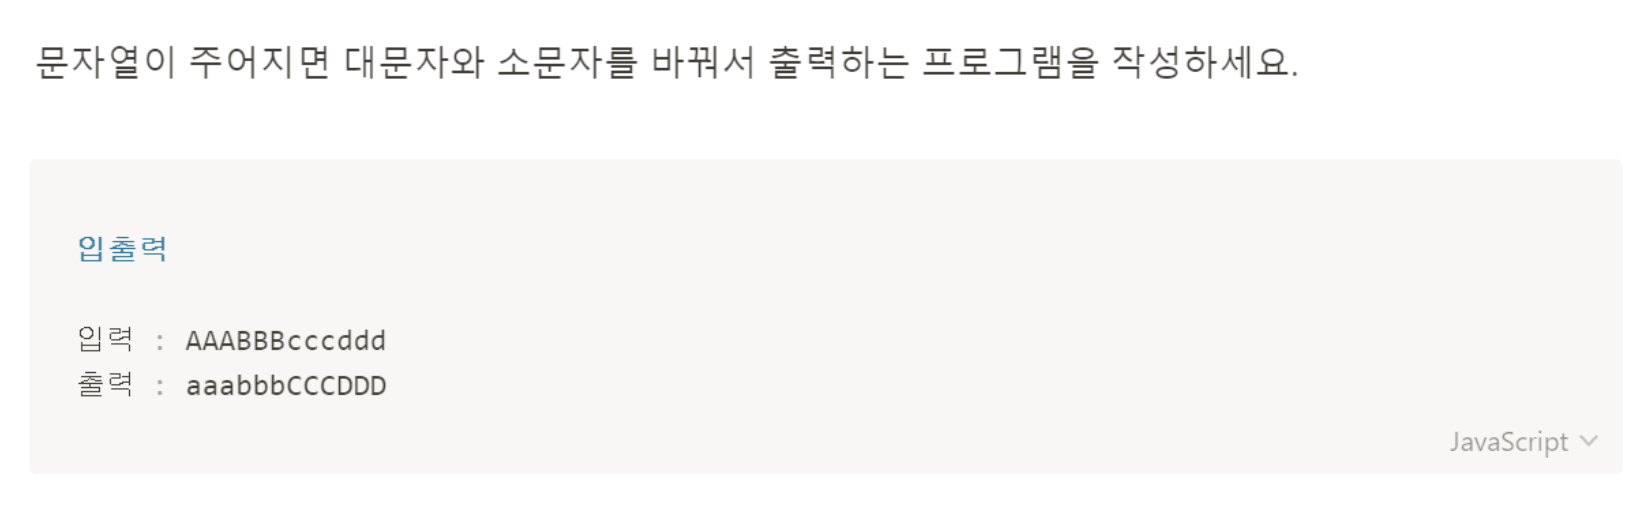 문자열이 주어지면 대문자와 소문자를 바꿔서 출력하는 프로그램을 작성하세요.
입출력
입력 : AAABBBcccddd
출력 : aaabbbCCCDDD
JavaScript